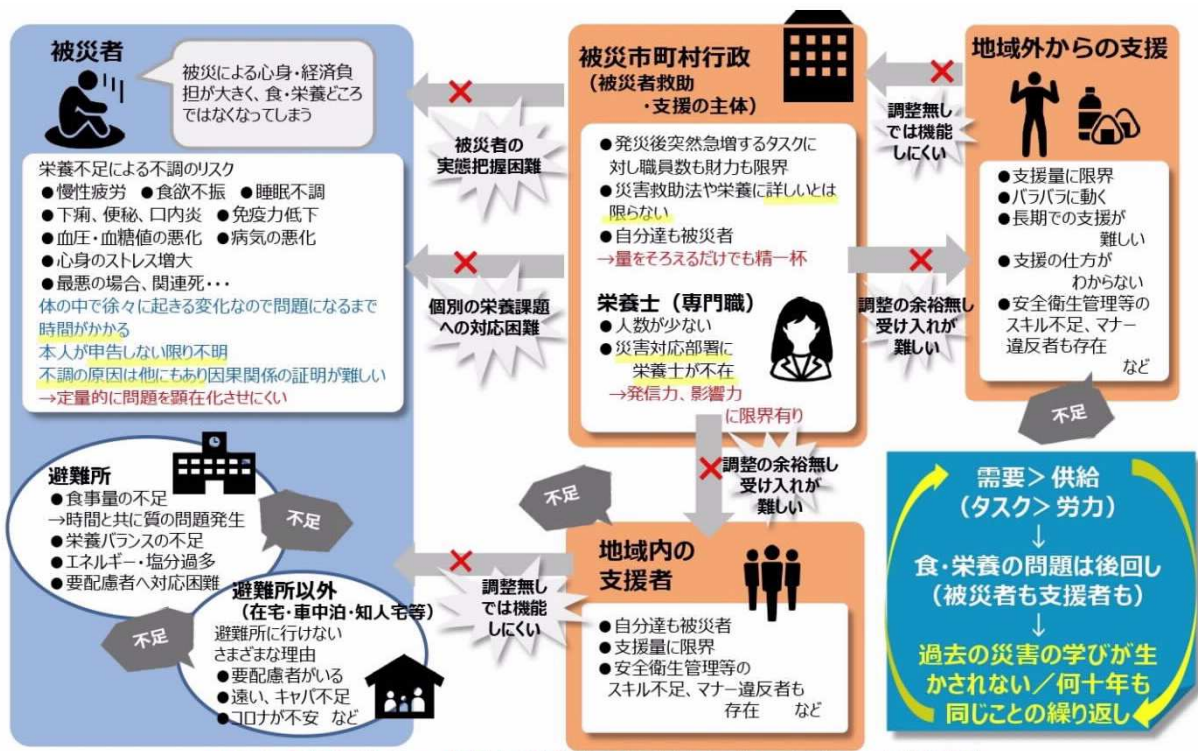 被災者
被災による心身・経済負
担が大きく、食・栄養どころ
ではなくなってしまう
栄養不足による不調のリスク
●慢性疲労 ●食欲不振 ●睡眠不調
●下痢、便秘、口内炎 ●免疫力低下
●血圧・血糖値の悪化 ●病気の悪化
●心身のストレス増大
●最悪の場合、関連死・・・
体の中で徐々に起きる変化なので問題になるまで
時間がかかる
本人が申告しない限り不明
不調の原因は他にもあり因果関係の証明が難しい
→定量的に問題を顕在化させにくい
避難所
●食事量の不足
→時間と共に質の問題発生
●栄養バランスの不足
●エネルギー・塩分過多
●要配慮者へ対応困難
不足
避難所以外
(在宅・車中泊・知人宅等)
避難所に行けない
さまざまな理由
●要配慮者がいる
●遠い、キャパ不足
●コロナが不安 など
不足
被災者の
実態把握困難
個別の栄養課題
への対応困難
被災市町村行政
(被災者救助
・支援の主体)
●発災後突然急増するタスクに
対し職員数も財力も限界
●災害救助法や栄養に詳しいとは
限らない
●自分達も被災者
→量をそろえるだけでも精一杯
栄養士(専門職)
●人数が少ない
●災害対応部署に
栄養士が不在
→発信力、影響力
に限界有り
調整無し
では機能
しにくい
調整の余裕無し
受け入れが
難しい
地域外からの支援
●支援量に限界
●バラバラに動く
●長期での支援が
難しい
●支援の仕方が
わからない
●安全衛生管理等の
スキル不足、マナー
違反者も存在
など
不足
調整の余裕無し
受け入れが
難しい
不足
地域内の
支援者
●自分達も被災者
●支援量に限界
●安全衛生管理等の
スキル不足、マナー違反者も
存在 など
調整無し
では機能
しにくい
需要>供給
(タスク>労力)
↓
食・栄養の問題は後回し
(被災者も支援者も)
↓
過去の災害の学びが生
かされない/何十年も
同じことの繰り返し